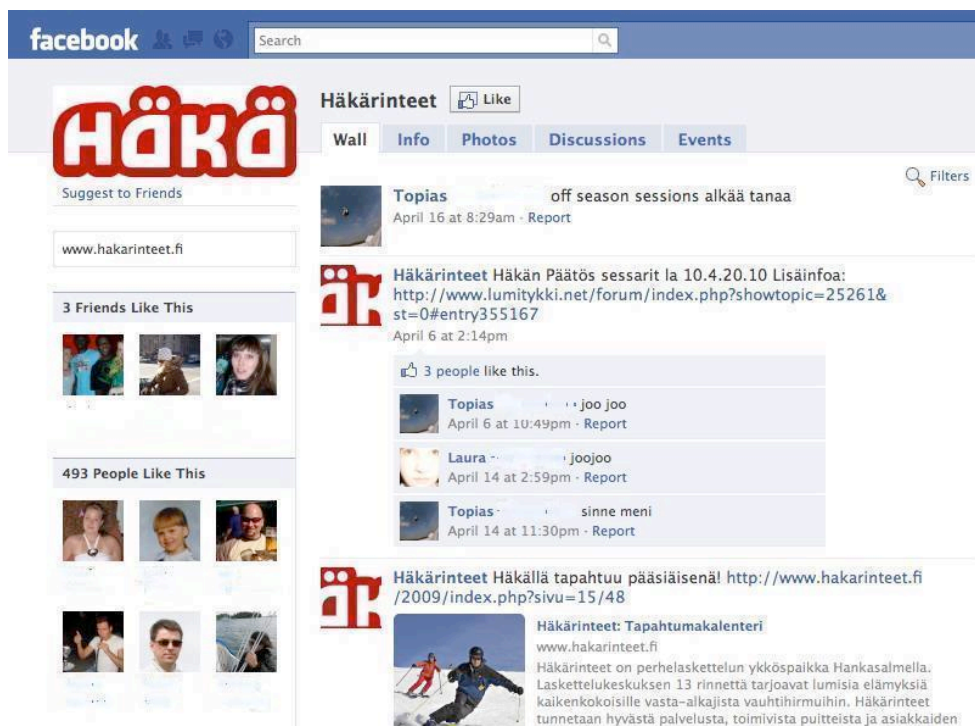 facebook
Search
HÄKÄ
Suggest to Friends
www.hakarinteet.fi
3 Friends Like This
493 People Like This
Häkärinteet
Like
Wall Info Photos Discussions Events
Filters
Topias off season sessions alkää tanaa
April 16 at 8:29am · Report
Häkärinteet Häkän Päätös sessarit la 10.4.20.10 Lisäinfoa:
http://www.lumitykki.net/forum/index.php?showtopic=25261&
st=0#entry355167
April 6 at 2:14pm
3 people like this.
Topias joo joo
April 6 at 10:49pm · Report
Laura joojoo
April 14 at 2:59pm · Report
Topias sinne meni
April 14 at 11:30pm · Report
Häkärinteet Häkällä tapahtuu pääsiäisenä! http://www.hakarinteet.fi
/2009/index.php?sivu=15/48
Häkärinteet: Tapahtumakalenteri
www.hakarinteet.fi
Häkärinteet on perhelaskettelun ykköspaikka Hankasalmella.
Laskettelukeskuksen 13 rinnettä tarjoavat lumisia elämyksiä
kaikenkokoisille vasta-alkajista vauhtihirmuihin. Häkärinteet
tunnetaan hyvästä palvelusta, toimivista puitteista ja asiakkaiden